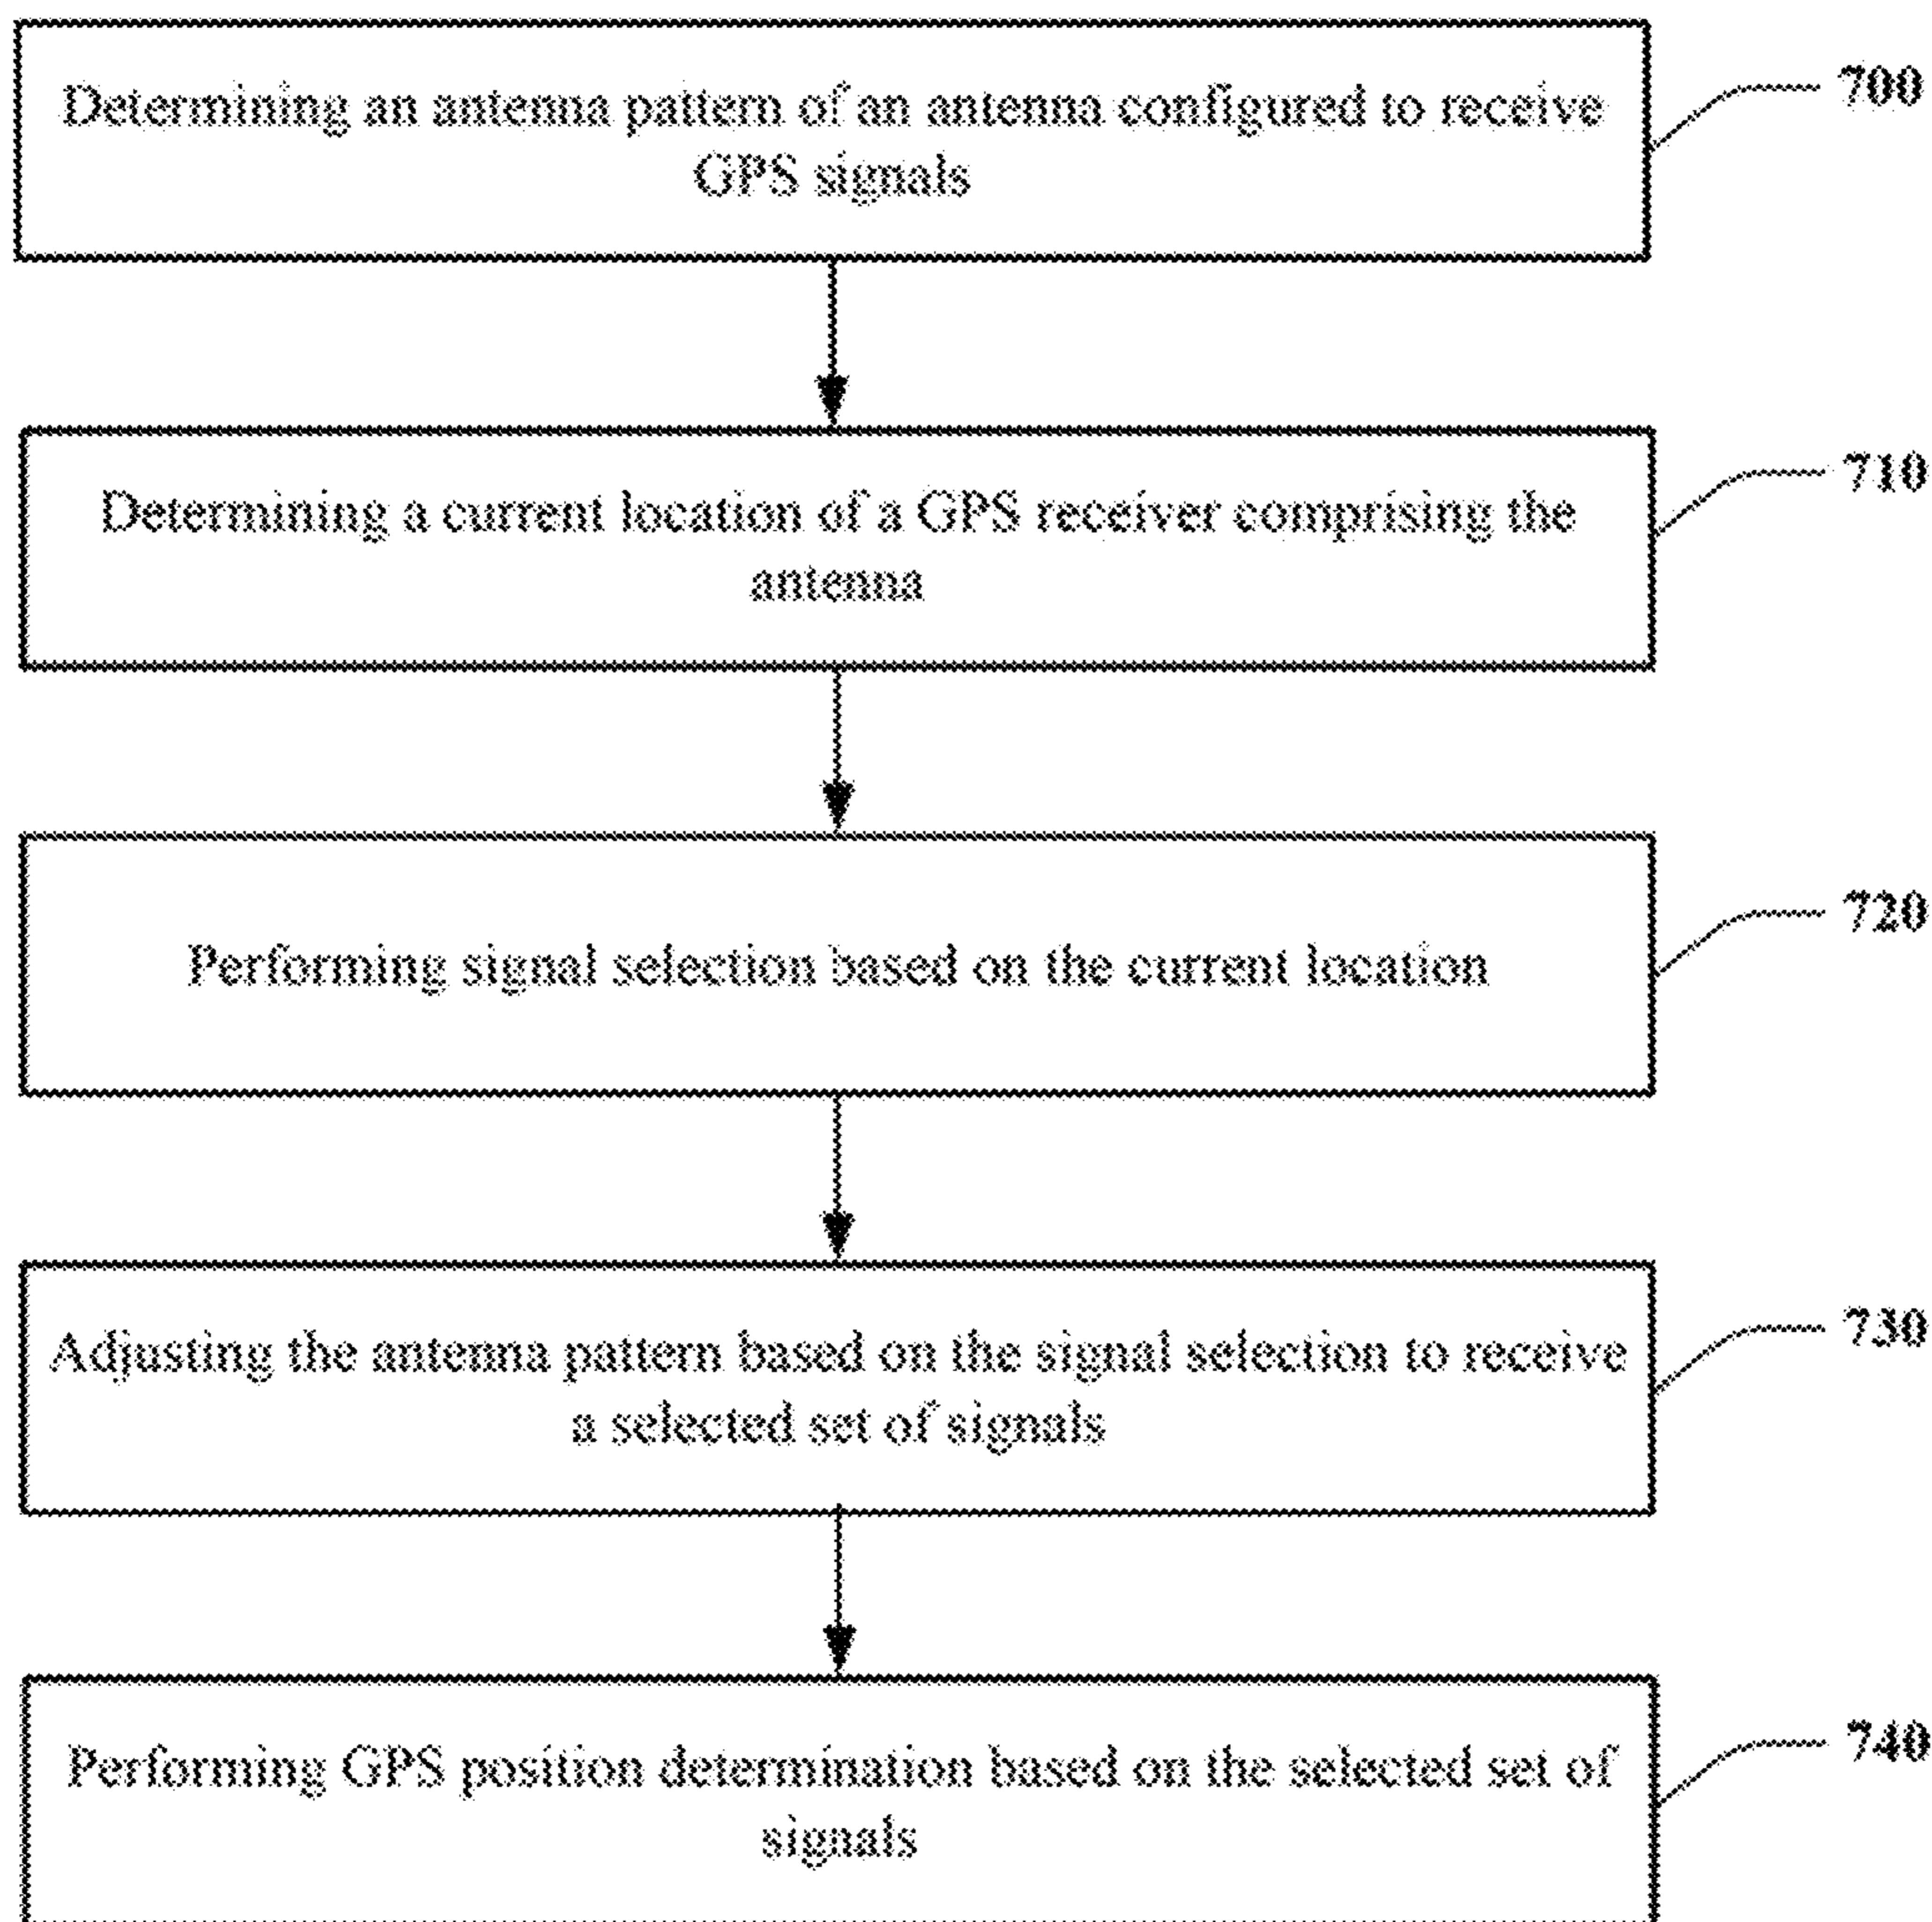 Determining an antenna pattern of an antenna configured to receive
GPS signals
700
Determining a current location of a GPS receiver comprising the
antenna
710
Performing signal selection based on the current location
720
Adjusting the antenna pattern based on the signal selection to receive
a selected set of signals
730
Performing GPS position determination based on the selected set of
signals
740